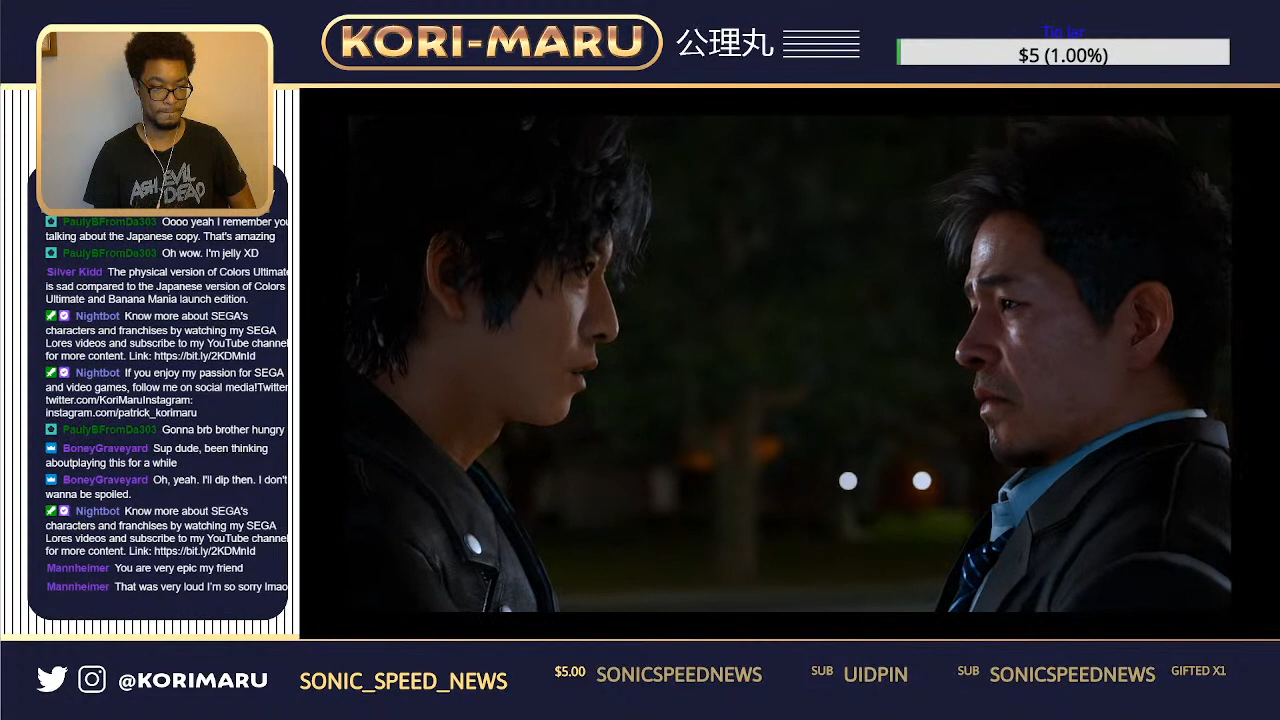 KORI-MARU 公理丸
Tip jar
$5 (1.00%)
ASH EVIL DEAD
PaulyBFromDa303 Oooo yeah I remember you
talking about the Japanese copy. That's amazing
PaulyBFromDa303 Oh wow. I'm jelly XD
Silver Kidd The physical version of Colors Ultimate
is sad compared to the Japanese version of Colors
Ultimate and Banana Mania launch edition.
Nightbot Know more about SEGA's
characters and franchises by watching my SEGA
Lores videos and subscribe to my YouTube channel
for more content. Link: https://bit.ly/2KDMnId
Nightbot If you enjoy my passion for SEGA
and video games, follow me on social media!Twitter
twitter.com/KoriMaruInstagram:
instagram.com/patrick_korimaru
PaulyBFromDa303 Gonna brb brother hungry
BoneyGraveyard Sup dude, been thinking
aboutplaying this for a while
BoneyGraveyard Oh, yeah. I'll dip then. I don't
wanna be spoiled.
Nightbot Know more about SEGA's
characters and franchises by watching my SEGA
Lores videos and subscribe to my YouTube channel
for more content. Link: https://bit.ly/2KDMnId
Mannheimer You are very epic my friend
Mannheimer That was very loud I'm so sorry lmao
@KORIMARU SONIC_SPEED_NEWS $5.00 SONICSPEEDNEWS SUB UIDPIN SUB SONICSPEEDNEWS GIFTED X1